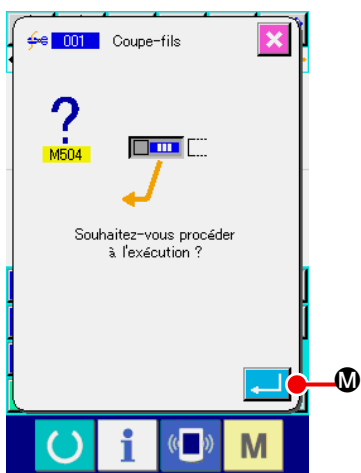 001 Coupe-fils
?
M504
Souhaitez-vous procéder
à l'exécution ?
M
i
M